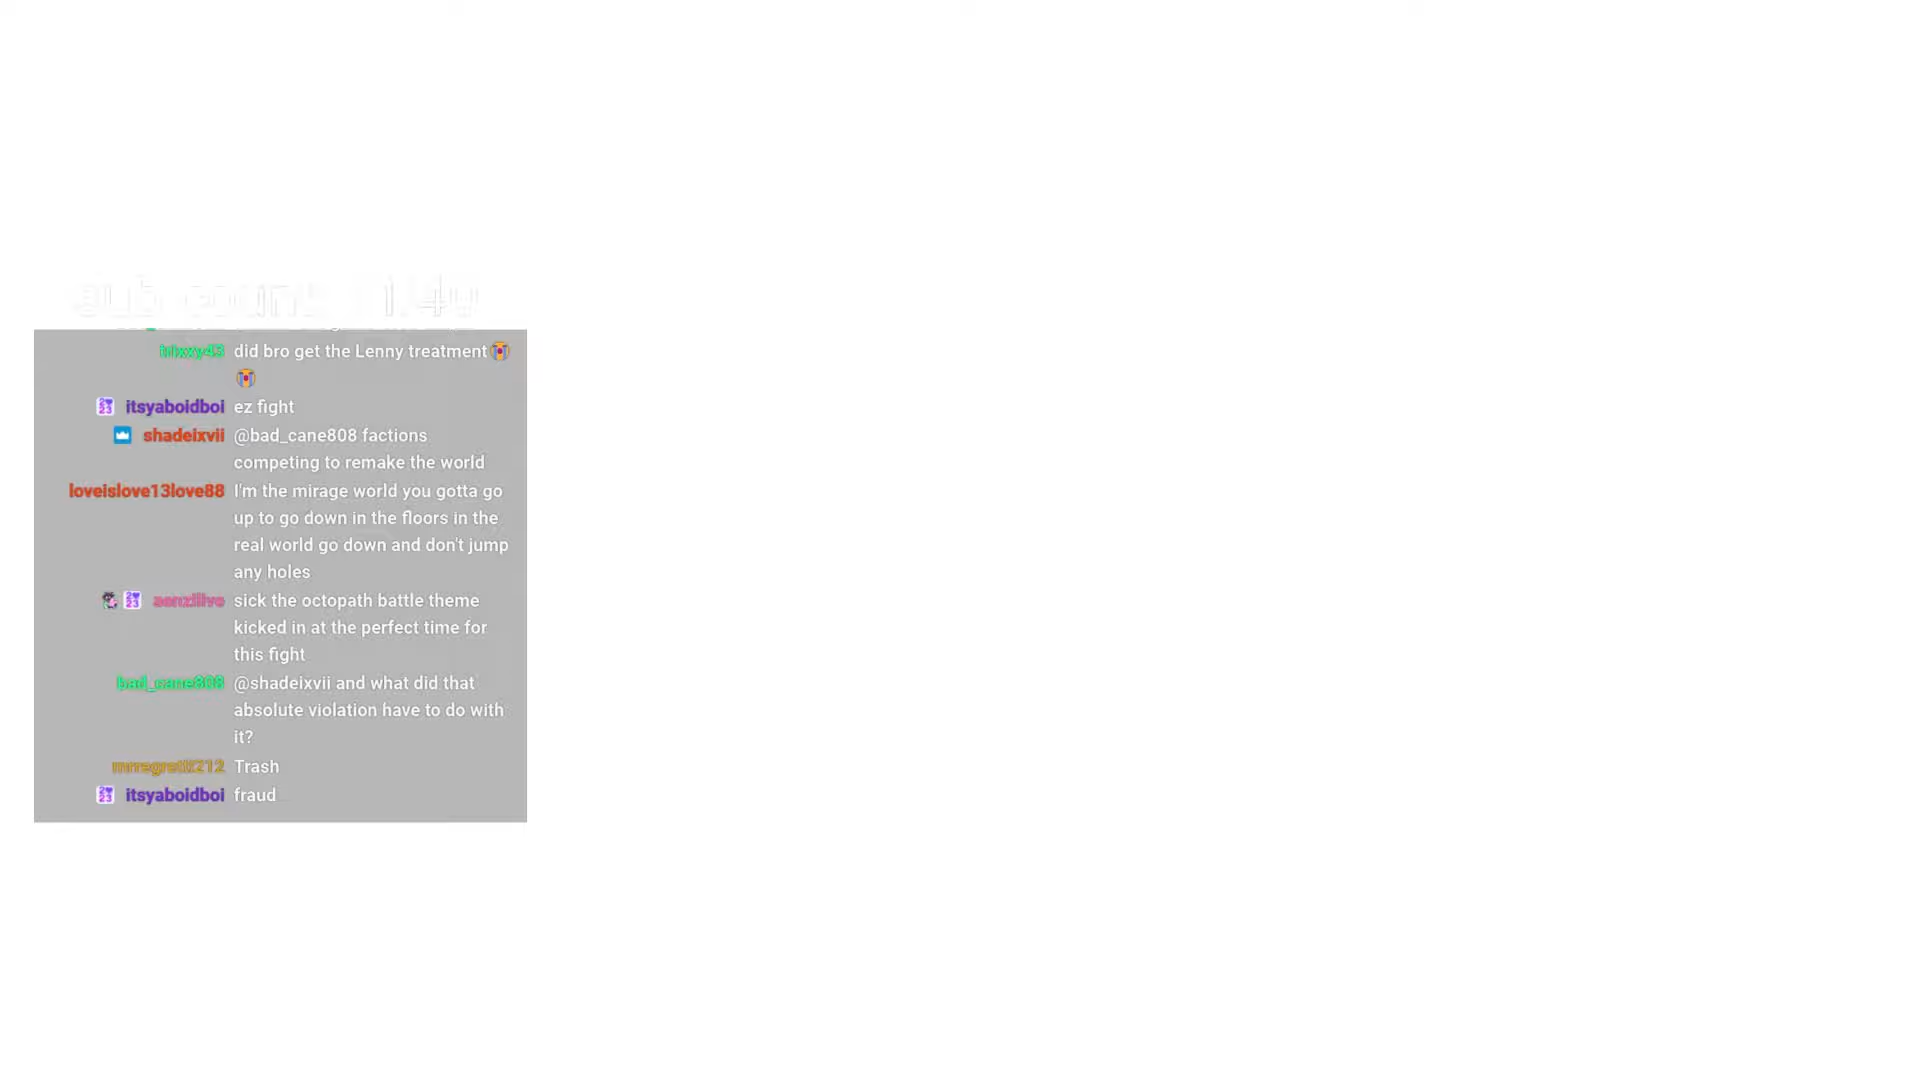 did bro get the Lenny treatment😭
😭
itsyaboidboi ez fight
shadeixvii @bad_cane808 factions
competing to remake the world
loveislove13love88 I'm the mirage world you gotta go
up to go down in the floors in the
real world go down and don't jump
any holes
sick the octopath battle theme
kicked in at the perfect time for
this fight
bad_cane808 @shadeixvii and what did that
absolute violation have to do with
it?
Trash
itsyaboidboi fraud